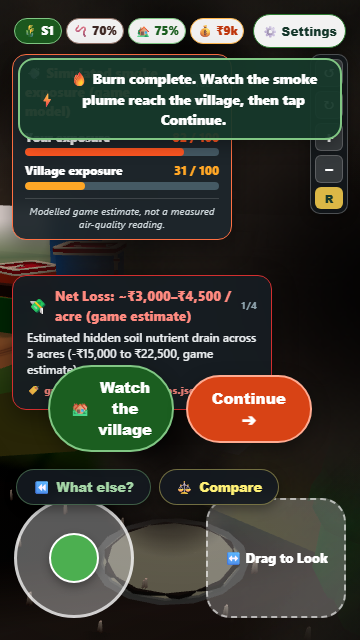 S1
70%
75%
₹9k
Settings
Burn complete. Watch the smoke
plume reach the village, then tap
Continue.
Your exposure
Village exposure
31 / 100
Modelled game estimate, not a measured
air-quality reading.
−
R
Net Loss: ~₹3,000–₹4,500 /
acre (game estimate)
1/4
Estimated hidden soil nutrient drain across
5 acres (-₹15,000 to ₹22,500, game
estimate)
Watch
the
village
Continue
→
What else?
Compare
Drag to Look